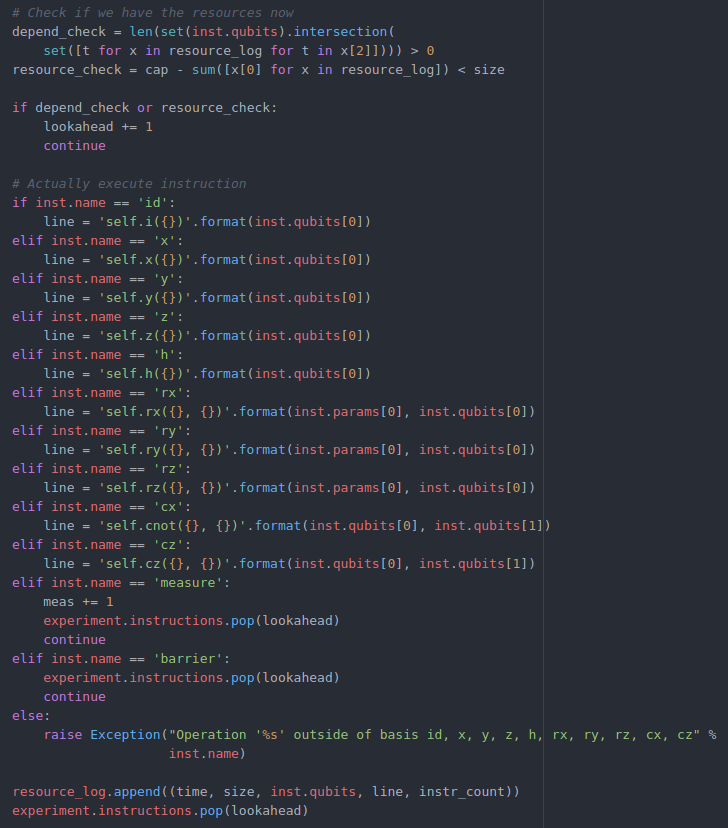 # Check if we have the resources now
depend_check = len(set(inst.qubits).intersection(
    set([t for x in resource_log for t in x[2]]))) > 0
resource_check = cap - sum([x[0] for x in resource_log]) < size

if depend_check or resource_check:
    lookahead += 1
    continue

# Actually execute instruction
if inst.name == 'id':
    line = 'self.i({})'.format(inst.qubits[0])
elif inst.name == 'x':
    line = 'self.x({})'.format(inst.qubits[0])
elif inst.name == 'y':
    line = 'self.y({})'.format(inst.qubits[0])
elif inst.name == 'z':
    line = 'self.z({})'.format(inst.qubits[0])
elif inst.name == 'h':
    line = 'self.h({})'.format(inst.qubits[0])
elif inst.name == 'rx':
    line = 'self.rx({}, {})'.format(inst.params[0], inst.qubits[0])
elif inst.name == 'ry':
    line = 'self.ry({}, {})'.format(inst.params[0], inst.qubits[0])
elif inst.name == 'rz':
    line = 'self.rz({}, {})'.format(inst.params[0], inst.qubits[0])
elif inst.name == 'cx':
    line = 'self.cnot({}, {})'.format(inst.qubits[0], inst.qubits[1])
elif inst.name == 'cz':
    line = 'self.cz({}, {})'.format(inst.qubits[0], inst.qubits[1])
elif inst.name == 'measure':
    meas += 1
    experiment.instructions.pop(lookahead)
    continue
elif inst.name == 'barrier':
    experiment.instructions.pop(lookahead)
    continue
else:
    raise Exception("Operation '%s' outside of basis id, x, y, z, h, rx, ry, rz, cx, cz" %
                    inst.name)

resource_log.append((time, size, inst.qubits, line, instr_count))
experiment.instructions.pop(lookahead)